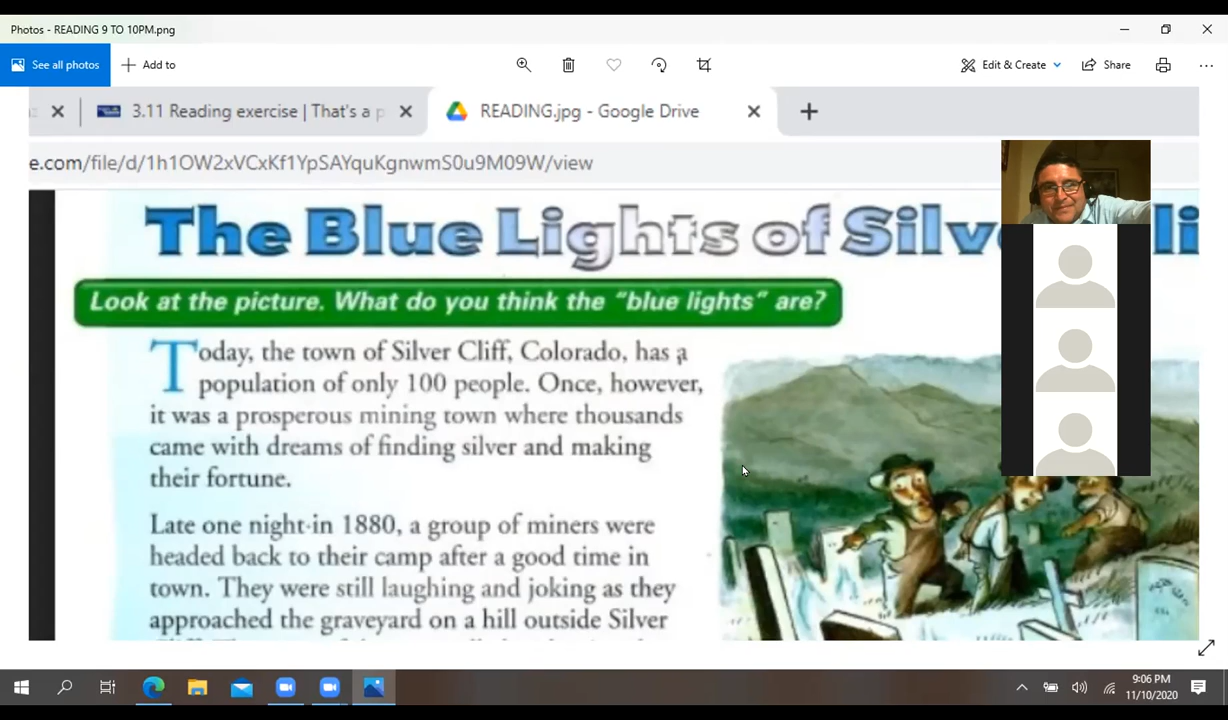 Photos - READING 9 TO 10PM.png
See all photos
Add to
Edit & Create
Share
3.11 Reading exercise | That's a p
READING.jpg - Google Drive
e.com/file/d/1h1OW2xVCxKf1YpSAYquKgnwmS0u9M09W/view
The Blue Lights of Silv li
Look at the picture. What do you think the "blue lights" are?
Today, the town of Silver Cliff, Colorado, has a
population of only 100 people. Once, however,
it was a prosperous mining town where thousands
came with dreams of finding silver and making
their fortune.
Late one night in 1880, a group of miners were
headed back to their camp after a good time in
town. They were still laughing and joking as they
approached the graveyard on a hill outside Silver
9:06 PM
11/10/2020